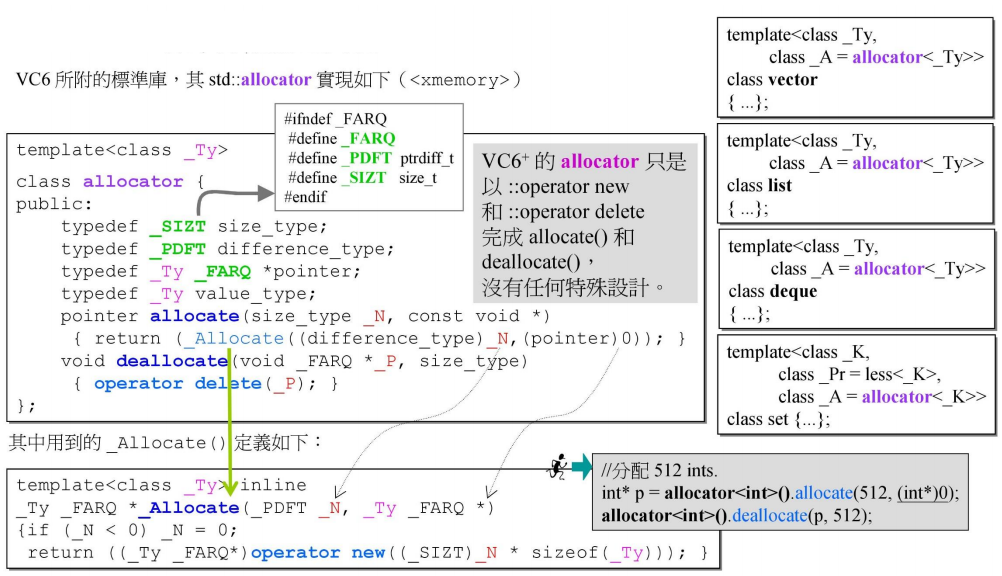 VC6 所附的標準庫，其 std::allocator 實現如下（<xmemory>）
#ifndef _FARQ
#define _FARQ
#define _PDFT ptrdiff_t
#define _SIZT size_t
#endif
template<class _Ty>
class allocator {
public:
typedef _SIZT size_type;
typedef _PDFT difference_type;
typedef _Ty _FARQ *pointer;
typedef _Ty value_type;
pointer allocate(size_type _N, const void *)
{ return (_Allocate((difference_type)_N,(pointer)0)); }
void deallocate(void _FARQ *_P, size_type)
{ operator delete(_P); }
};
VC6+ 的 allocator 只是
以 ::operator new
和 ::operator delete
完成 allocate() 和
deallocate()，
沒有任何特殊設計。
其中用到的 _Allocate() 定義如下：
template<class _Ty> inline
_Ty _FARQ *_Allocate(_PDFT _N, _Ty _FARQ *)
{if (_N < 0) _N = 0;
return ((_Ty _FARQ*)operator new((_SIZT)_N * sizeof(_Ty))); }
//分配 512 ints.
int* p = allocator<int>().allocate(512, (int*)0);
allocator<int>().deallocate(p, 512);
template<class _Ty,
class _A = allocator<_Ty>>
class vector
{ ...};
template<class _Ty,
class _A = allocator<_Ty>>
class list
{ ...};
template<class _Ty,
class _A = allocator<_Ty>>
class deque
{ ...};
template<class _K,
class _Pr = less<_K>,
class _A = allocator<_K>>
class set {...};